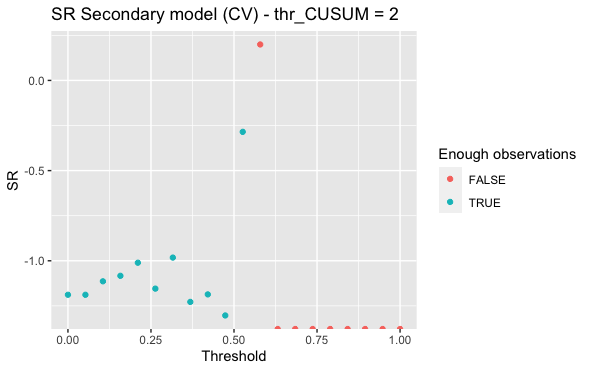 SR Secondary model (CV) - thr_CUSUM = 2
0.0
-0.5
-1.0
SR
0.00
0.25
0.50
0.75
1.00
Threshold
Enough observations
FALSE
TRUE